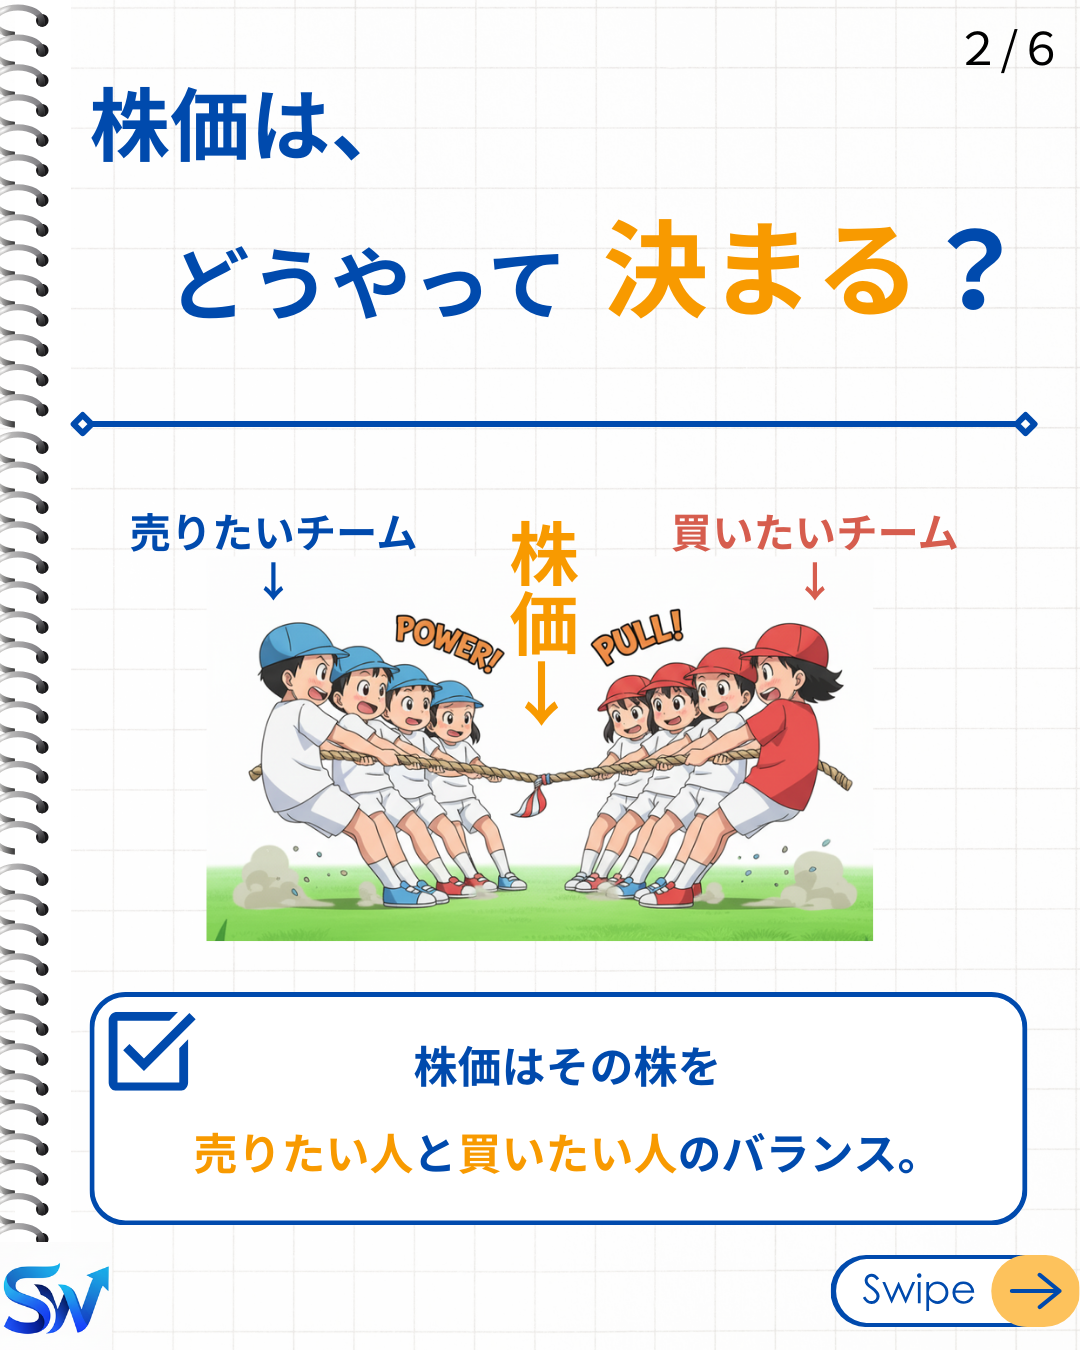 2/6
株価は、
どうやって 決まる？
売りたいチーム
↓
株価
↓
買いたいチーム
↓
POWER!
PULL!
株価はその株を
売りたい人と買いたい人のバランス。
SW
Swipe →